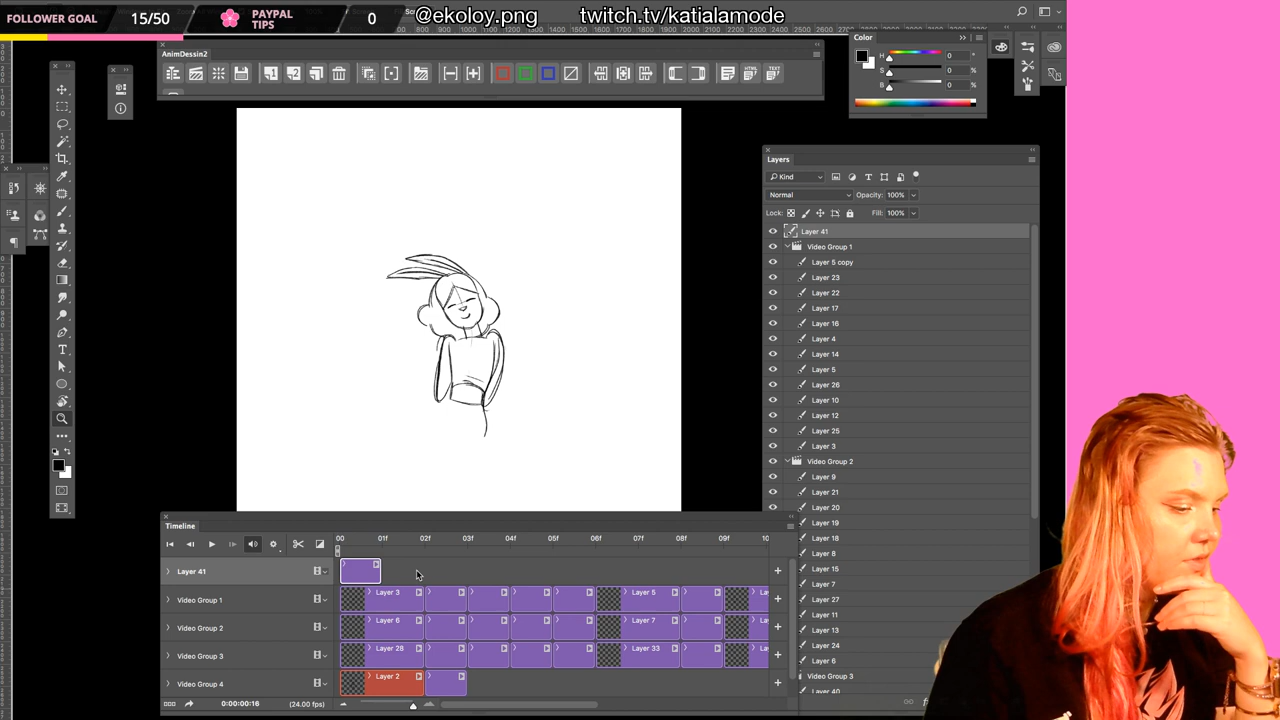 FOLLOWER GOAL 15/50 PAYPAL TIPS 0 @ekoloy.png twitch.tv/katialamode
AnimDessin2
Color
H 0 °
S 0 %
B 0 %
Layers
Kind
Normal Opacity: 100%
Lock: Fill: 100%
Layer 41
Video Group 1
Layer 5 copy
Layer 23
Layer 22
Layer 17
Layer 16
Layer 4
Layer 14
Layer 5
Layer 26
Layer 10
Layer 12
Layer 25
Layer 3
Video Group 2
Layer 9
Layer 21
Layer 20
Layer 19
Layer 18
Layer 8
Layer 15
Layer 7
Layer 27
Layer 11
Layer 13
Layer 24
Layer 6
Video Group 3
Layer 40
Timeline
00 01f 02f 03f 04f 05f 06f 07f 08f 09f 10
Layer 41
Video Group 1 Layer 3 Layer 5
Video Group 2 Layer 6 Layer 7
Video Group 3 Layer 28 Layer 33
Video Group 4 Layer 2
0:00:00:16 (24.00 fps)